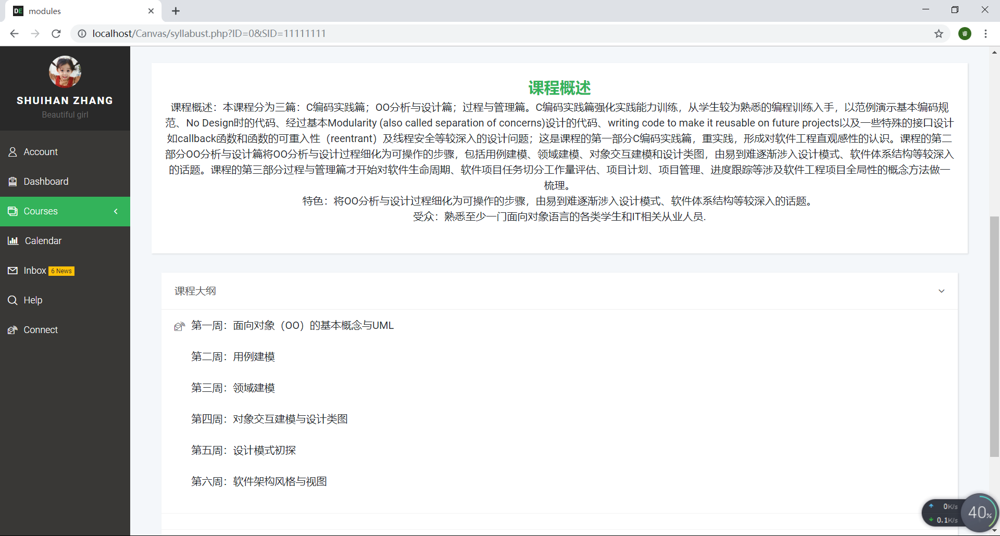 DE modules
localhost/Canvas/syllabust.php?ID=0&SID=11111111
睿
SHUIHAN ZHANG
Beautiful girl
Account
Dashboard
Courses
Calendar
Inbox 6 News
Help
Connect
课程概述
课程概述：本课程分为三篇：C编码实践篇；OO分析与设计篇；过程与管理篇。C编码实践篇强化实践能力训练，从学生较为熟悉的编程训练入手，以范例演示基本编码规
范、No Design时的代码、经过基本Modularity (also called separation of concerns)设计的代码、writing code to make it reusable on future projects以及一些特殊的接口设计
如callback函数和函数的可重入性（reentrant）及线程安全等较深入的设计问题；这是课程的第一部分C编码实践篇，重实践，形成对软件工程直观感性的认识。课程的第二
部分OO分析与设计篇将OO分析与设计过程细化为可操作的步骤，包括用例建模、领域建模、对象交互建模和设计类图，由易到难逐渐涉入设计模式、软件体系结构等较深入
的话题。课程的第三部分过程与管理篇才开始对软件生命周期、软件项目任务切分工作量评估、项目计划、项目管理、进度跟踪等涉及软件工程项目全局性的概念方法做一
梳理。
特色：将OO分析与设计过程细化为可操作的步骤，由易到难逐渐涉入设计模式、软件体系结构等较深入的话题。
受众：熟悉至少一门面向对象语言的各类学生和IT相关从业人员.
课程大纲
第一周：面向对象（OO）的基本概念与UML
第二周：用例建模
第三周：领域建模
第四周：对象交互建模与设计类图
第五周：设计模式初探
第六周：软件架构风格与视图
0K/s
0.1K/s
40%